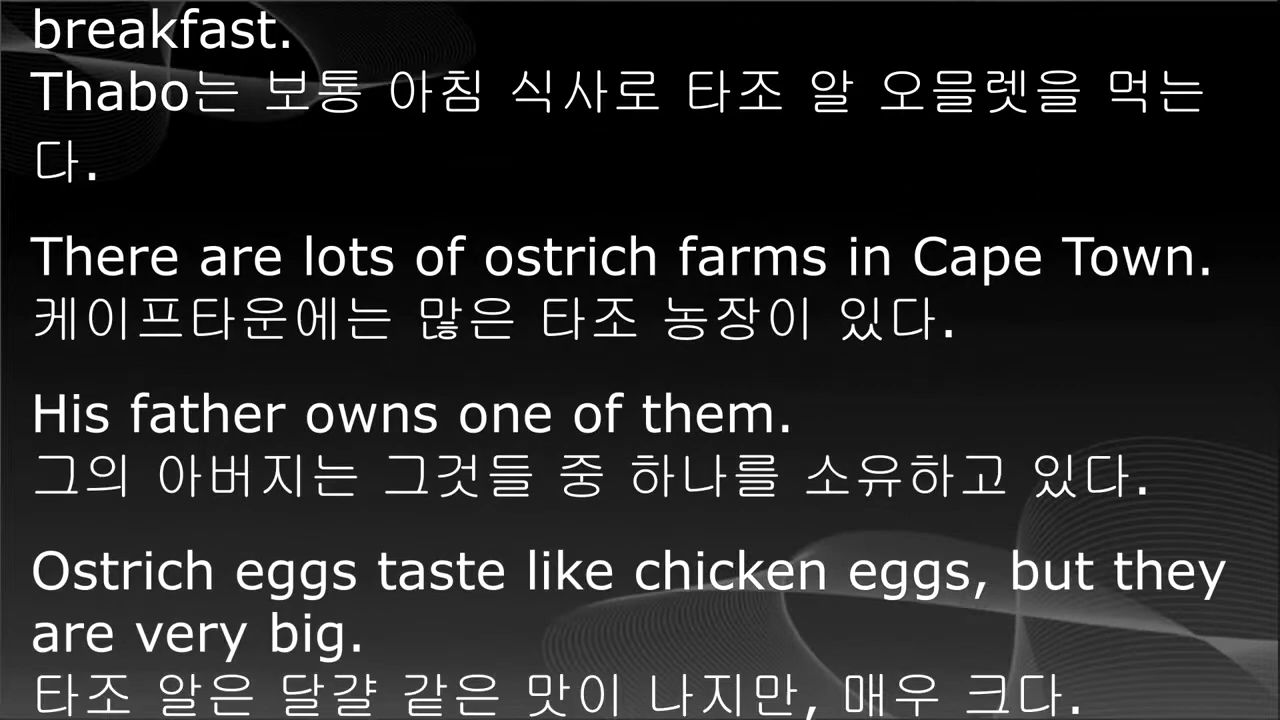 breakfast.
Thabo는 보통 아침 식사로 타조 알 오믈렛을 먹는
다.
There are lots of ostrich farms in Cape Town.
케이프타운에는 많은 타조 농장이 있다.
His father owns one of them.
그의 아버지는 그것들 중 하나를 소유하고 있다.
Ostrich eggs taste like chicken eggs, but they
are very big.
타조 알은 달걀 같은 맛이 나지만, 매우 크다.